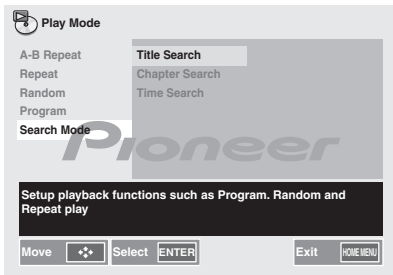 Play Mode
A-B Repeat
Repeat
Random
Program
Search Mode
Title Search
Chapter Search
Time Search
Pioneer
Setup playback functions such as Program. Random and
Repeat play
Move Select ENTER Exit HOME MENU